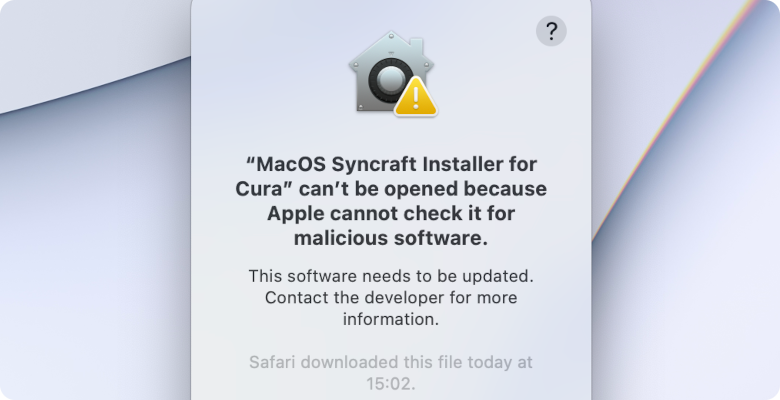 ?
“MacOS Syncraft Installer for
Cura” can’t be opened because
Apple cannot check it for
malicious software.
This software needs to be updated.
Contact the developer for more
information.
Safari downloaded this file today at
15:02.